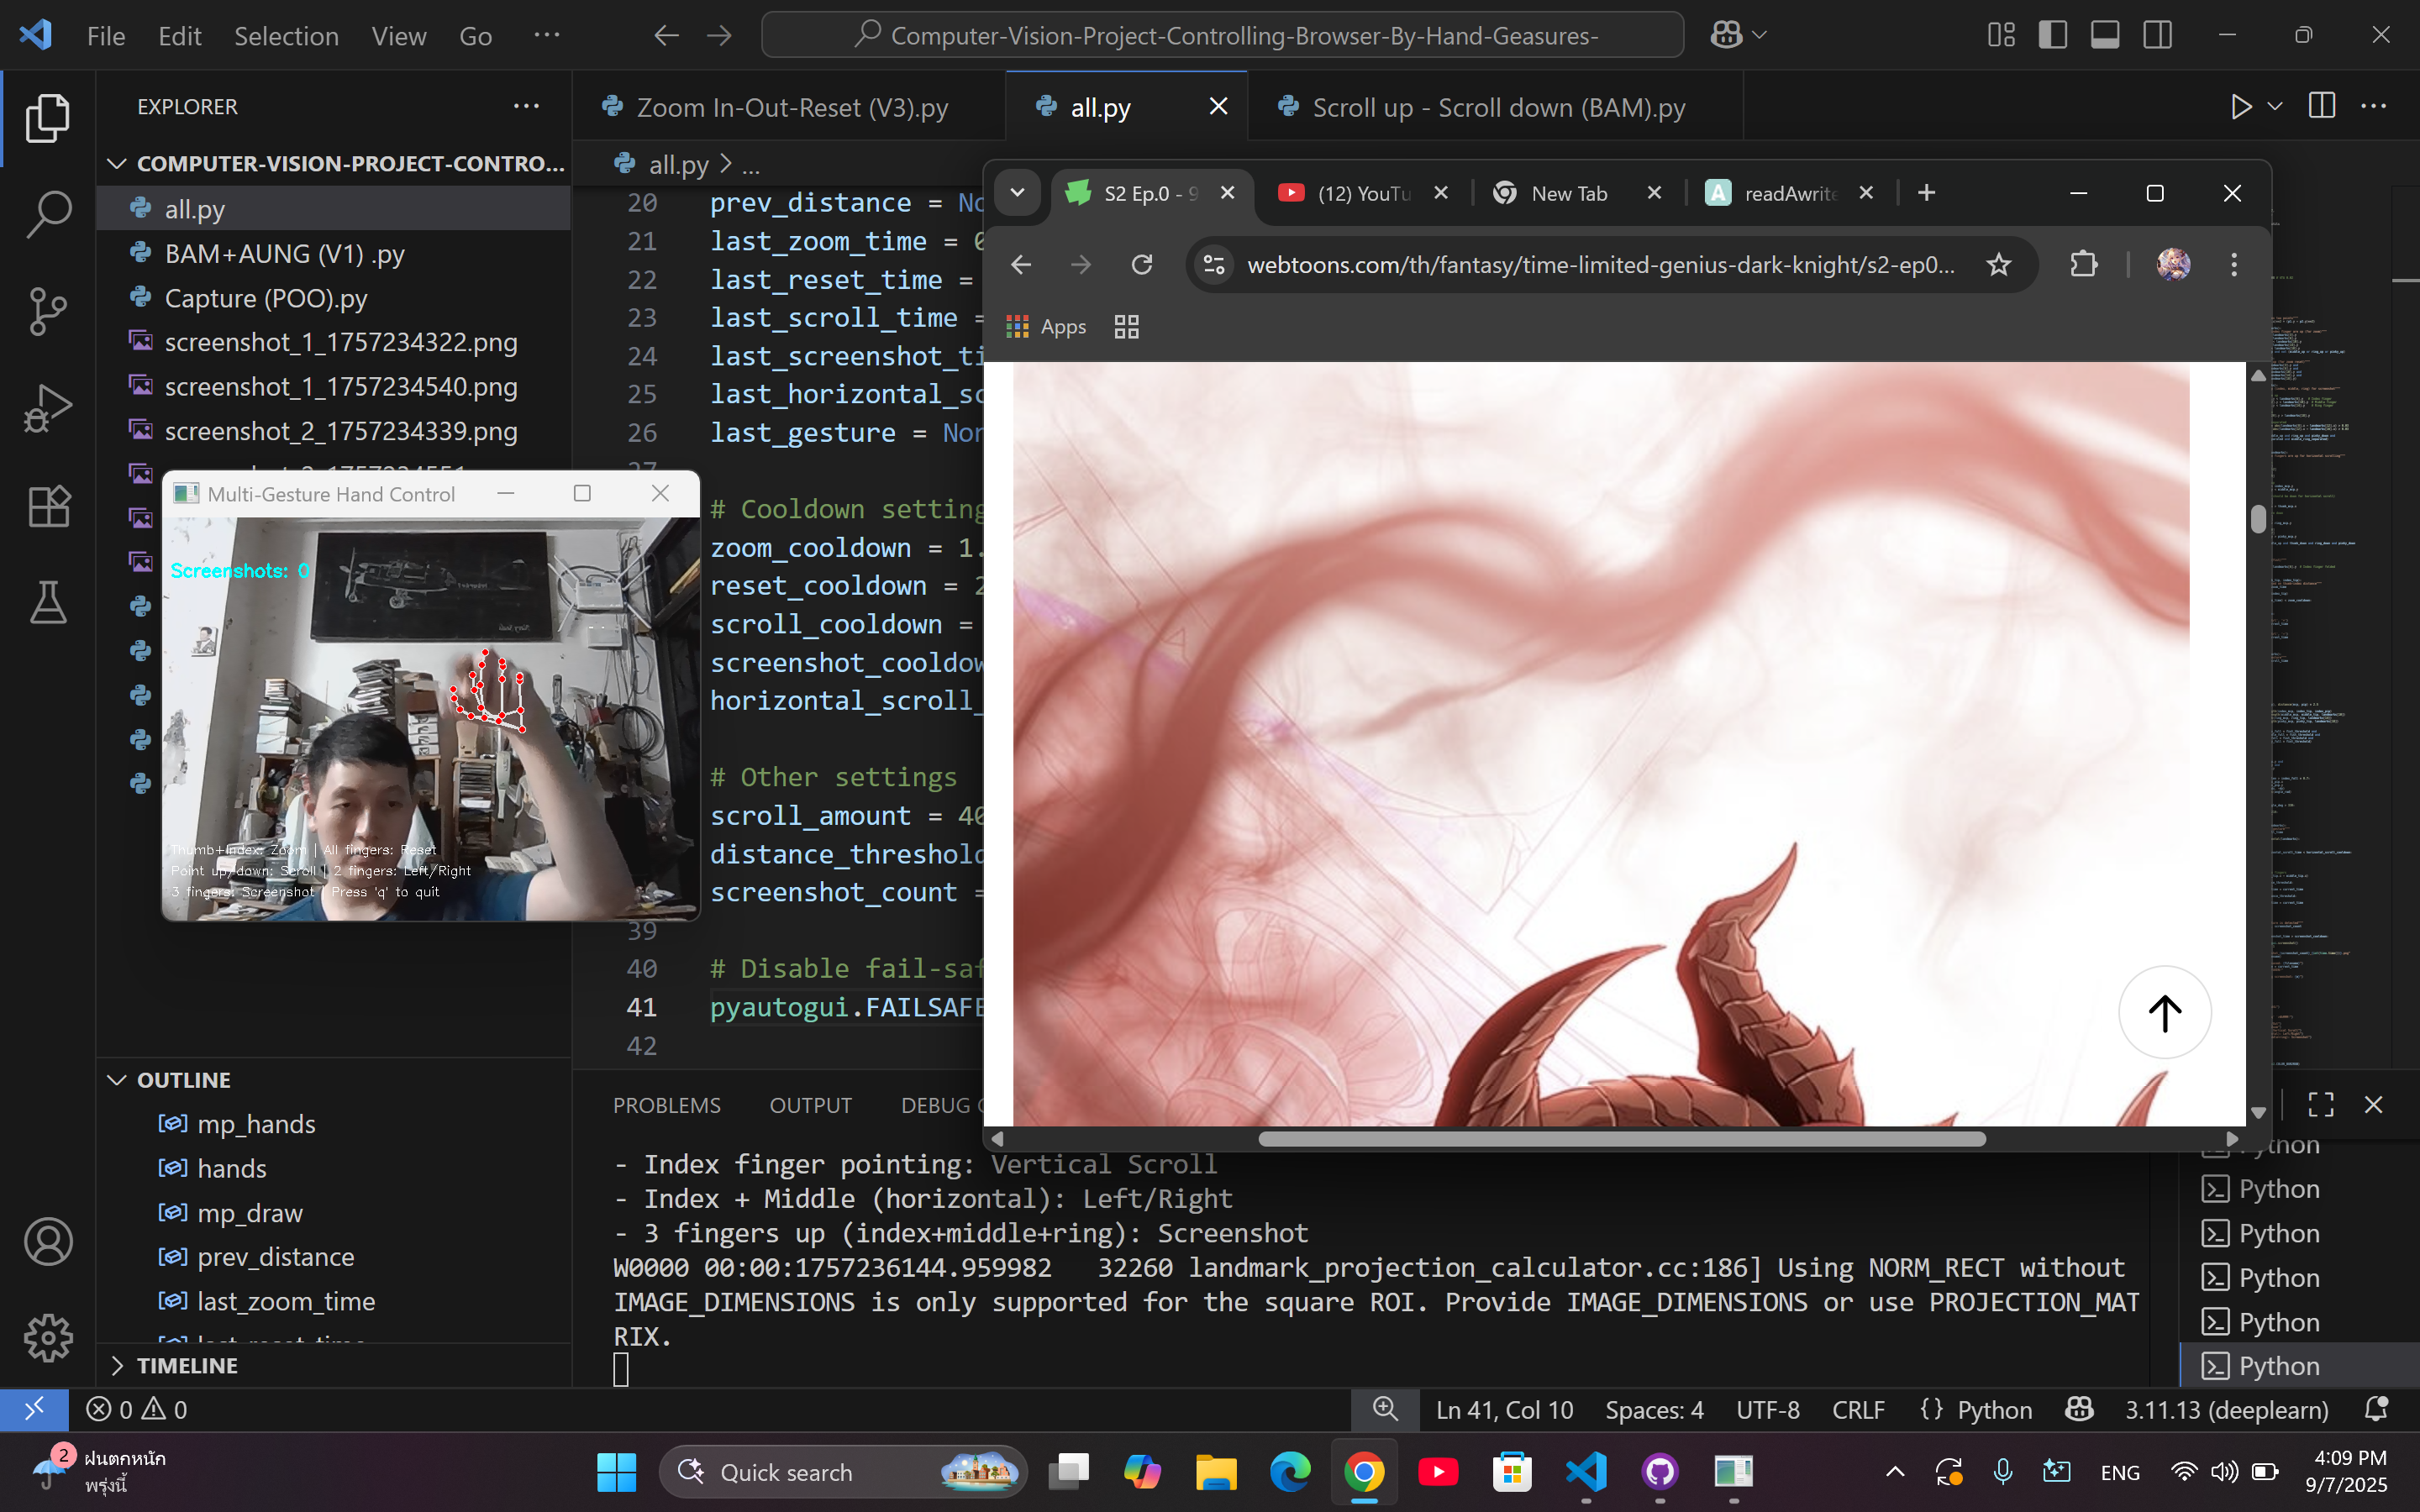 File Edit Selection View Go ...
Computer-Vision-Project-Controlling-Browser-By-Hand-Geasures-
EXPLORER
COMPUTER-VISION-PROJECT-CONTRO...
all.py
BAM+AUNG (V1) .py
Capture (POO).py
screenshot_1_1757234322.png
screenshot_1_1757234540.png
screenshot_2_1757234339.png
Zoom In-Out-Reset (V3).py
all.py
Scroll up - Scroll down (BAM).py
all.py > ...
20 prev_distance = No
21 last_zoom_time = 0
22 last_reset_time =
23 last_scroll_time =
24 last_screenshot_ti
25 last_horizontal_sc
26 last_gesture = Non
# Cooldown setting
zoom_cooldown = 1.
reset_cooldown = 2
scroll_cooldown =
screenshot_cooldow
horizontal_scroll_
# Other settings
scroll_amount = 40
distance_threshold
screenshot_count =
39
40 # Disable fail-saf
41 pyautogui.FAILSAFE
42
Multi-Gesture Hand Control
Screenshots: 0
Thumb+Index: Zoom | All fingers: Reset
Point up/down: Scroll | 2 fingers: Left/Right
3 fingers: Screenshot | Press 'q' to quit
S2 Ep.0 - 9
(12) YouTu
New Tab
readAwrite
webtoons.com/th/fantasy/time-limited-genius-dark-knight/s2-ep0...
Apps
OUTLINE
mp_hands
hands
mp_draw
prev_distance
last_zoom_time
TIMELINE
PROBLEMS OUTPUT DEBUG
- Index finger pointing: Vertical Scroll
- Index + Middle (horizontal): Left/Right
- 3 fingers up (index+middle+ring): Screenshot
W0000 00:00:1757236144.959982 32260 landmark_projection_calculator.cc:186] Using NORM_RECT without
IMAGE_DIMENSIONS is only supported for the square ROI. Provide IMAGE_DIMENSIONS or use PROJECTION_MAT
RIX.
Python
Python
Python
Python
Python
Python
0 0
Ln 41, Col 10 Spaces: 4 UTF-8 CRLF {} Python 3.11.13 (deeplearn)
2
ฝนตกหนัก
พรุ่งนี้
Quick search
ENG
4:09 PM
9/7/2025